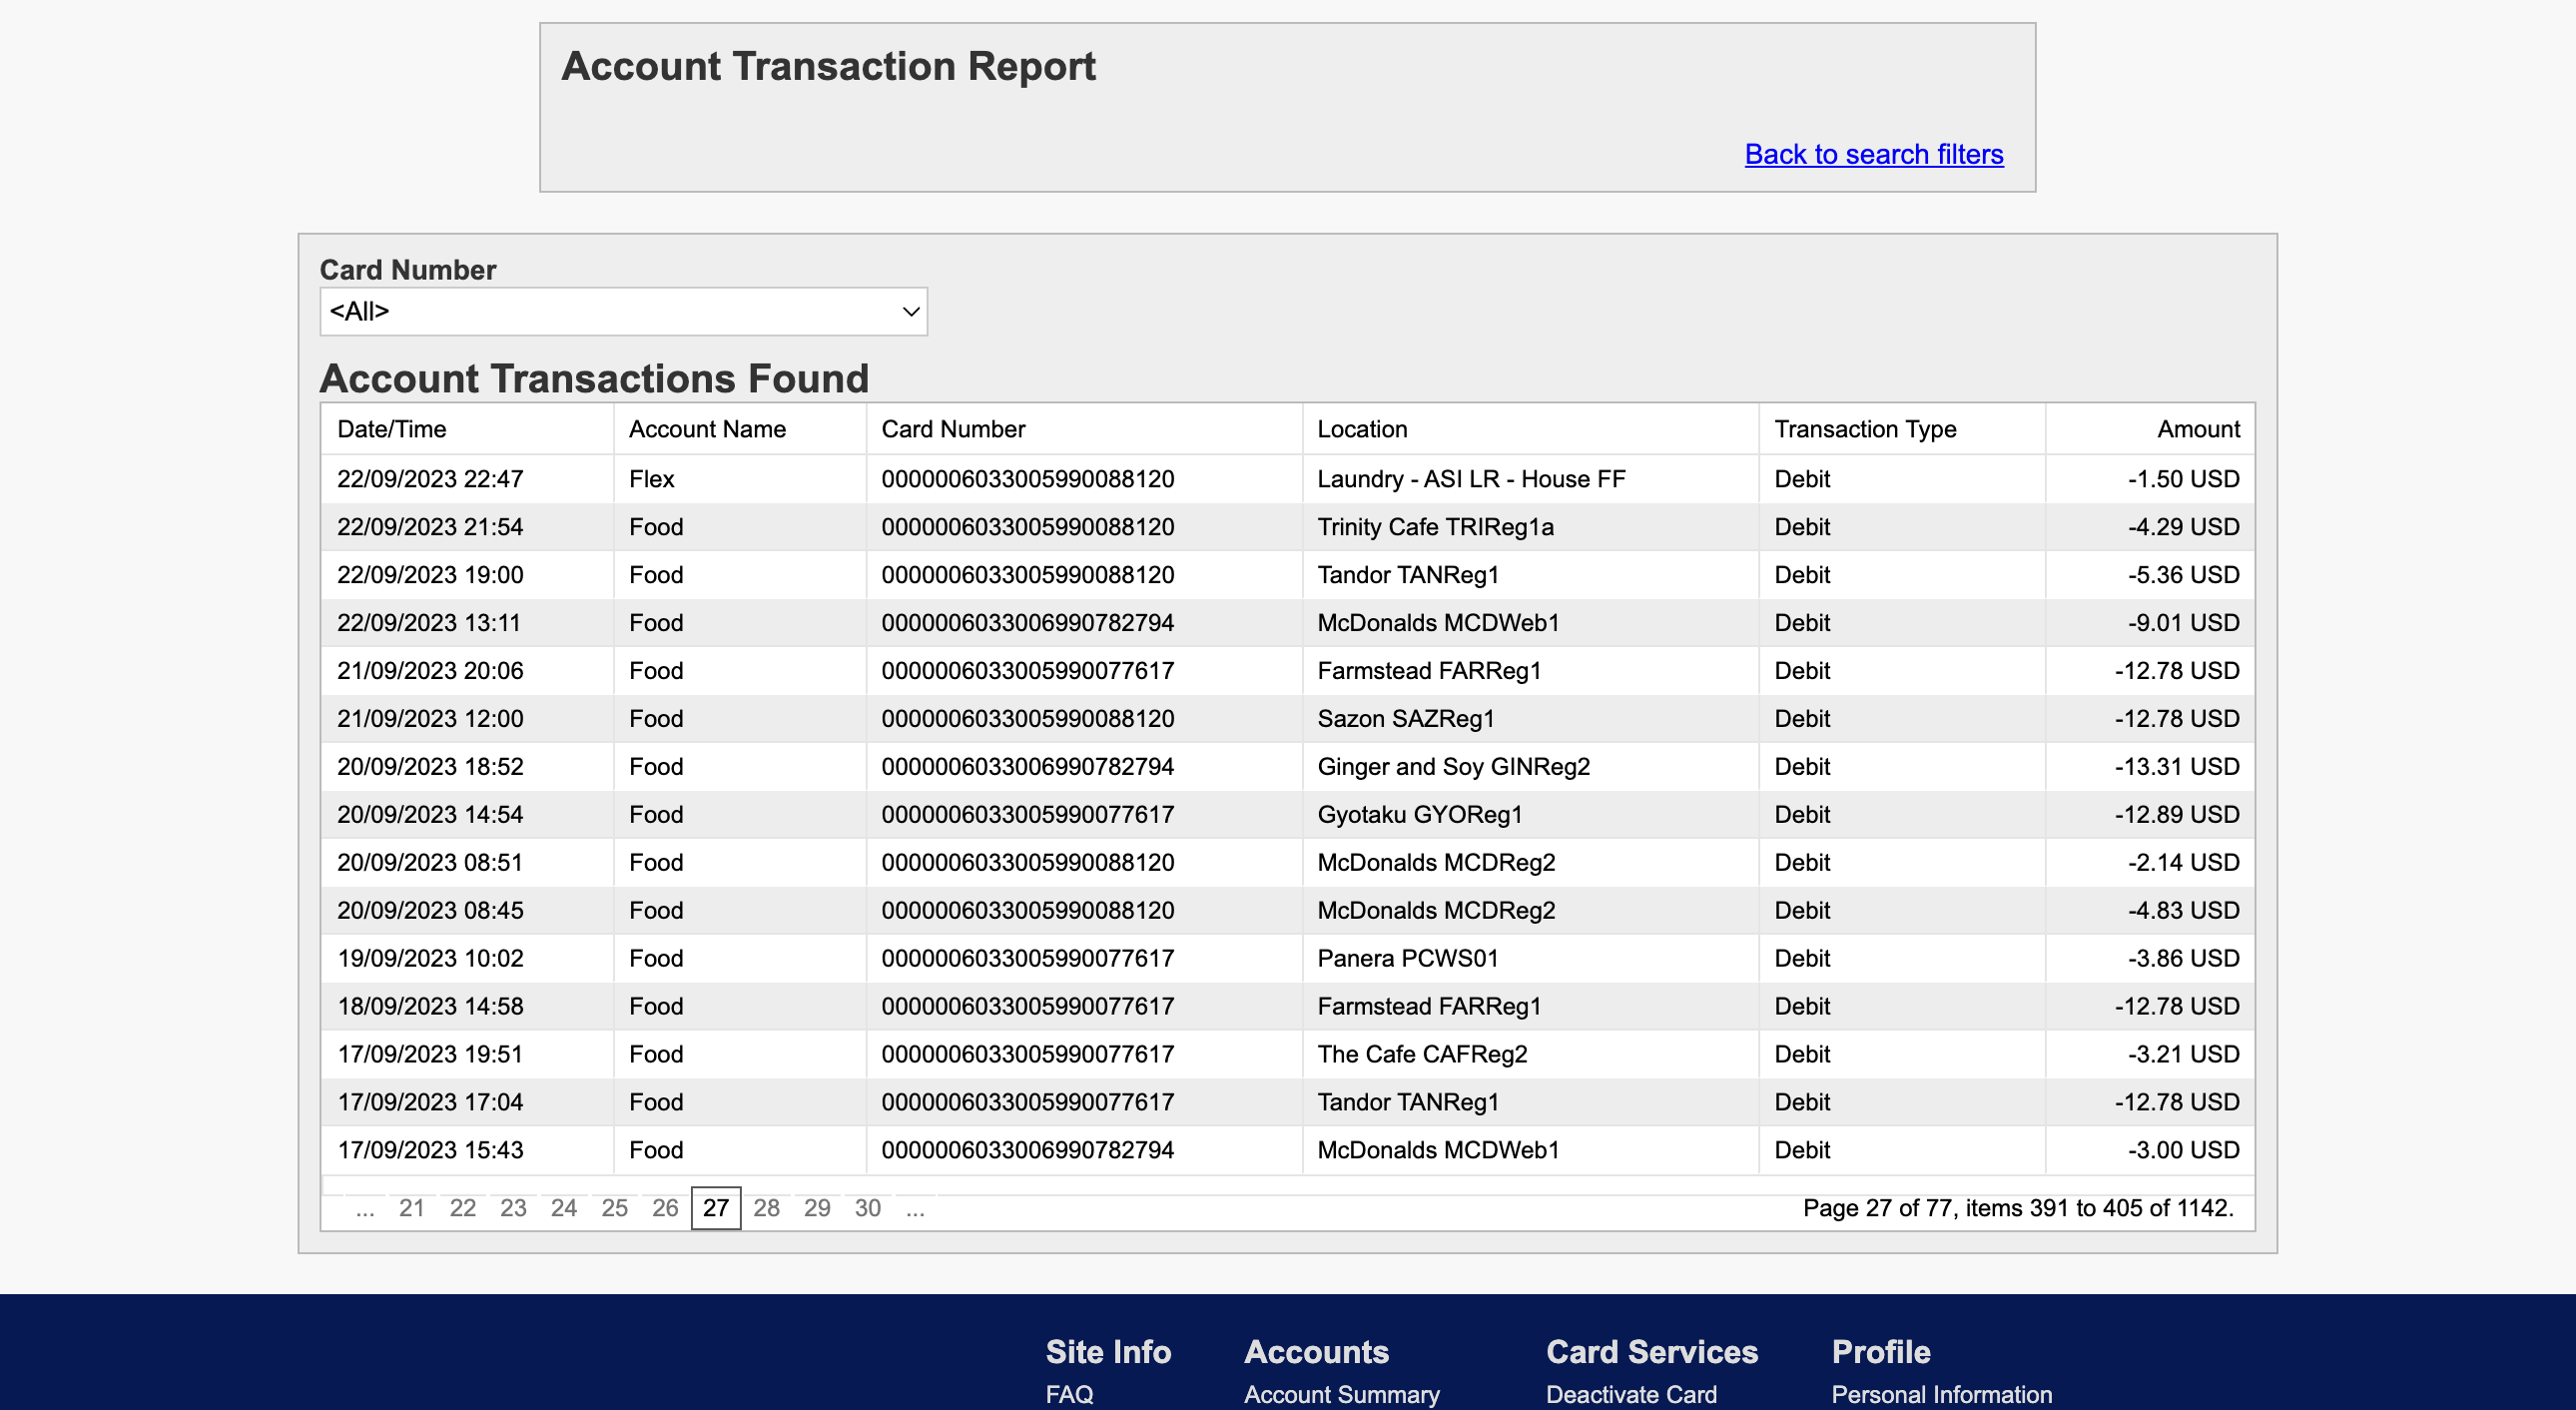 Account Transaction Report
Back to search filters
Card Number
<All>
Account Transactions Found
Date/Time Account Name Card Number Location Transaction Type Amount
22/09/2023 22:47 Flex 0000006033005990088120 Laundry - ASI LR - House FF Debit -1.50 USD
22/09/2023 21:54 Food 0000006033005990088120 Trinity Cafe TRIReg1a Debit -4.29 USD
22/09/2023 19:00 Food 0000006033005990088120 Tandor TANReg1 Debit -5.36 USD
22/09/2023 13:11 Food 0000006033006990782794 McDonalds MCDWeb1 Debit -9.01 USD
21/09/2023 20:06 Food 0000006033005990077617 Farmstead FARReg1 Debit -12.78 USD
21/09/2023 12:00 Food 0000006033005990088120 Sazon SAZReg1 Debit -12.78 USD
20/09/2023 18:52 Food 0000006033006990782794 Ginger and Soy GINReg2 Debit -13.31 USD
20/09/2023 14:54 Food 0000006033005990077617 Gyotaku GYOReg1 Debit -12.89 USD
20/09/2023 08:51 Food 0000006033005990088120 McDonalds MCDReg2 Debit -2.14 USD
20/09/2023 08:45 Food 0000006033005990088120 McDonalds MCDReg2 Debit -4.83 USD
19/09/2023 10:02 Food 0000006033005990077617 Panera PCWS01 Debit -3.86 USD
18/09/2023 14:58 Food 0000006033005990077617 Farmstead FARReg1 Debit -12.78 USD
17/09/2023 19:51 Food 0000006033005990077617 The Cafe CAFReg2 Debit -3.21 USD
17/09/2023 17:04 Food 0000006033005990077617 Tandor TANReg1 Debit -12.78 USD
17/09/2023 15:43 Food 0000006033006990782794 McDonalds MCDWeb1 Debit -3.00 USD
... 21 22 23 24 25 26 27 28 29 30 ... Page 27 of 77, items 391 to 405 of 1142.
Site Info Accounts Card Services Profile
FAQ Account Summary Deactivate Card Personal Information